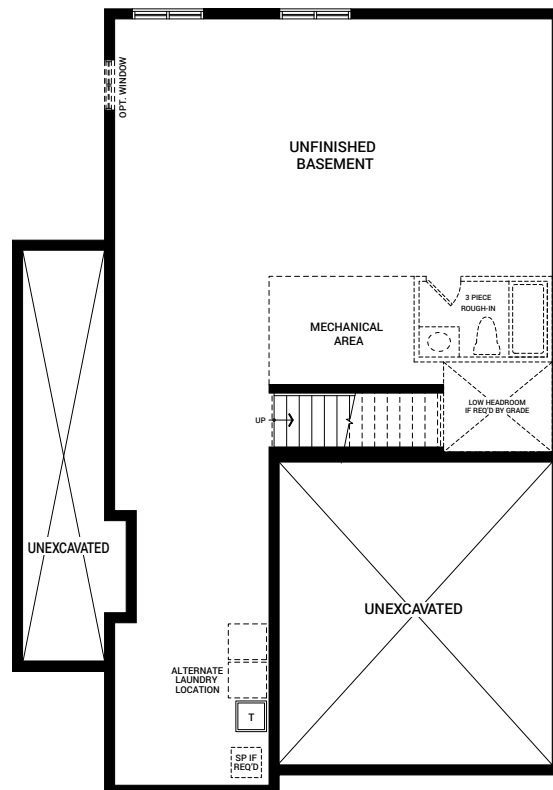 OPT. WINDOW
UNFINISHED
BASEMENT
3 PIECE
ROUGH-IN
MECHANICAL
AREA
LOW HEADROOM
IF REQ'D BY GRADE
UP
UNEXCAVATED
UNEXCAVATED
ALTERNATE
LAUNDRY
LOCATION
T
SP IF
REQ'D